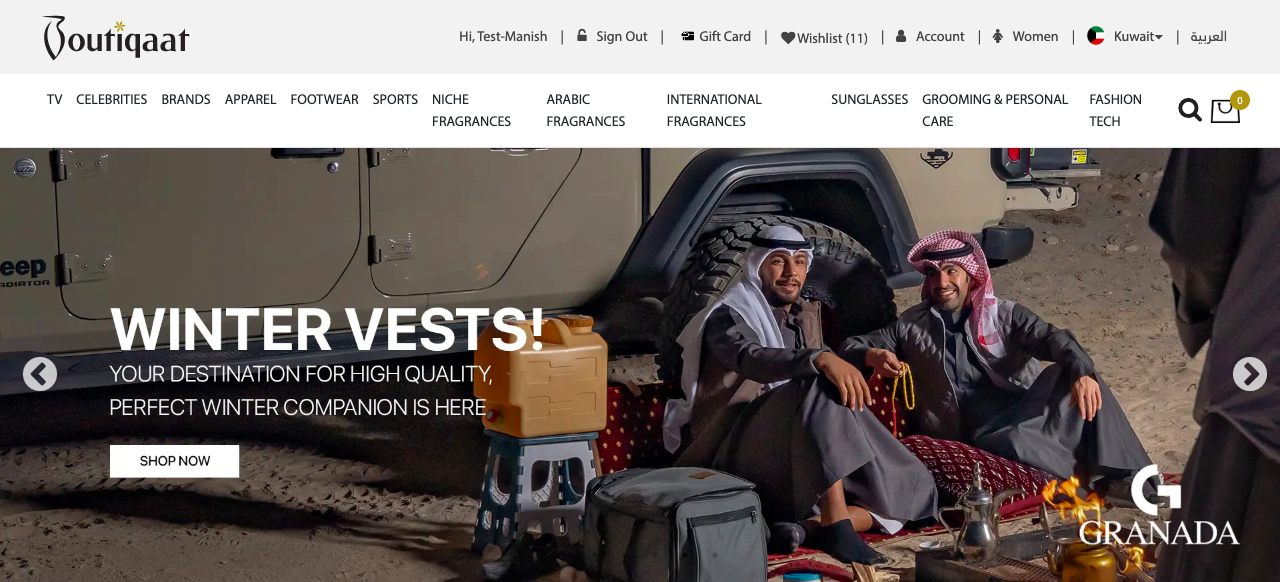 Boutiqaat
Hi, Test-Manish | Sign Out | Gift Card | Wishlist (11) | Account | Women | Kuwait | العربية
TV CELEBRITIES BRANDS APPAREL FOOTWEAR SPORTS NICHE FRAGRANCES ARABIC FRAGRANCES INTERNATIONAL FRAGRANCES SUNGLASSES GROOMING & PERSONAL CARE FASHION TECH 0
eep
ADIATOR
WINTER VESTS!
YOUR DESTINATION FOR HIGH QUALITY,
PERFECT WINTER COMPANION IS HERE
SHOP NOW
G
GRANADA